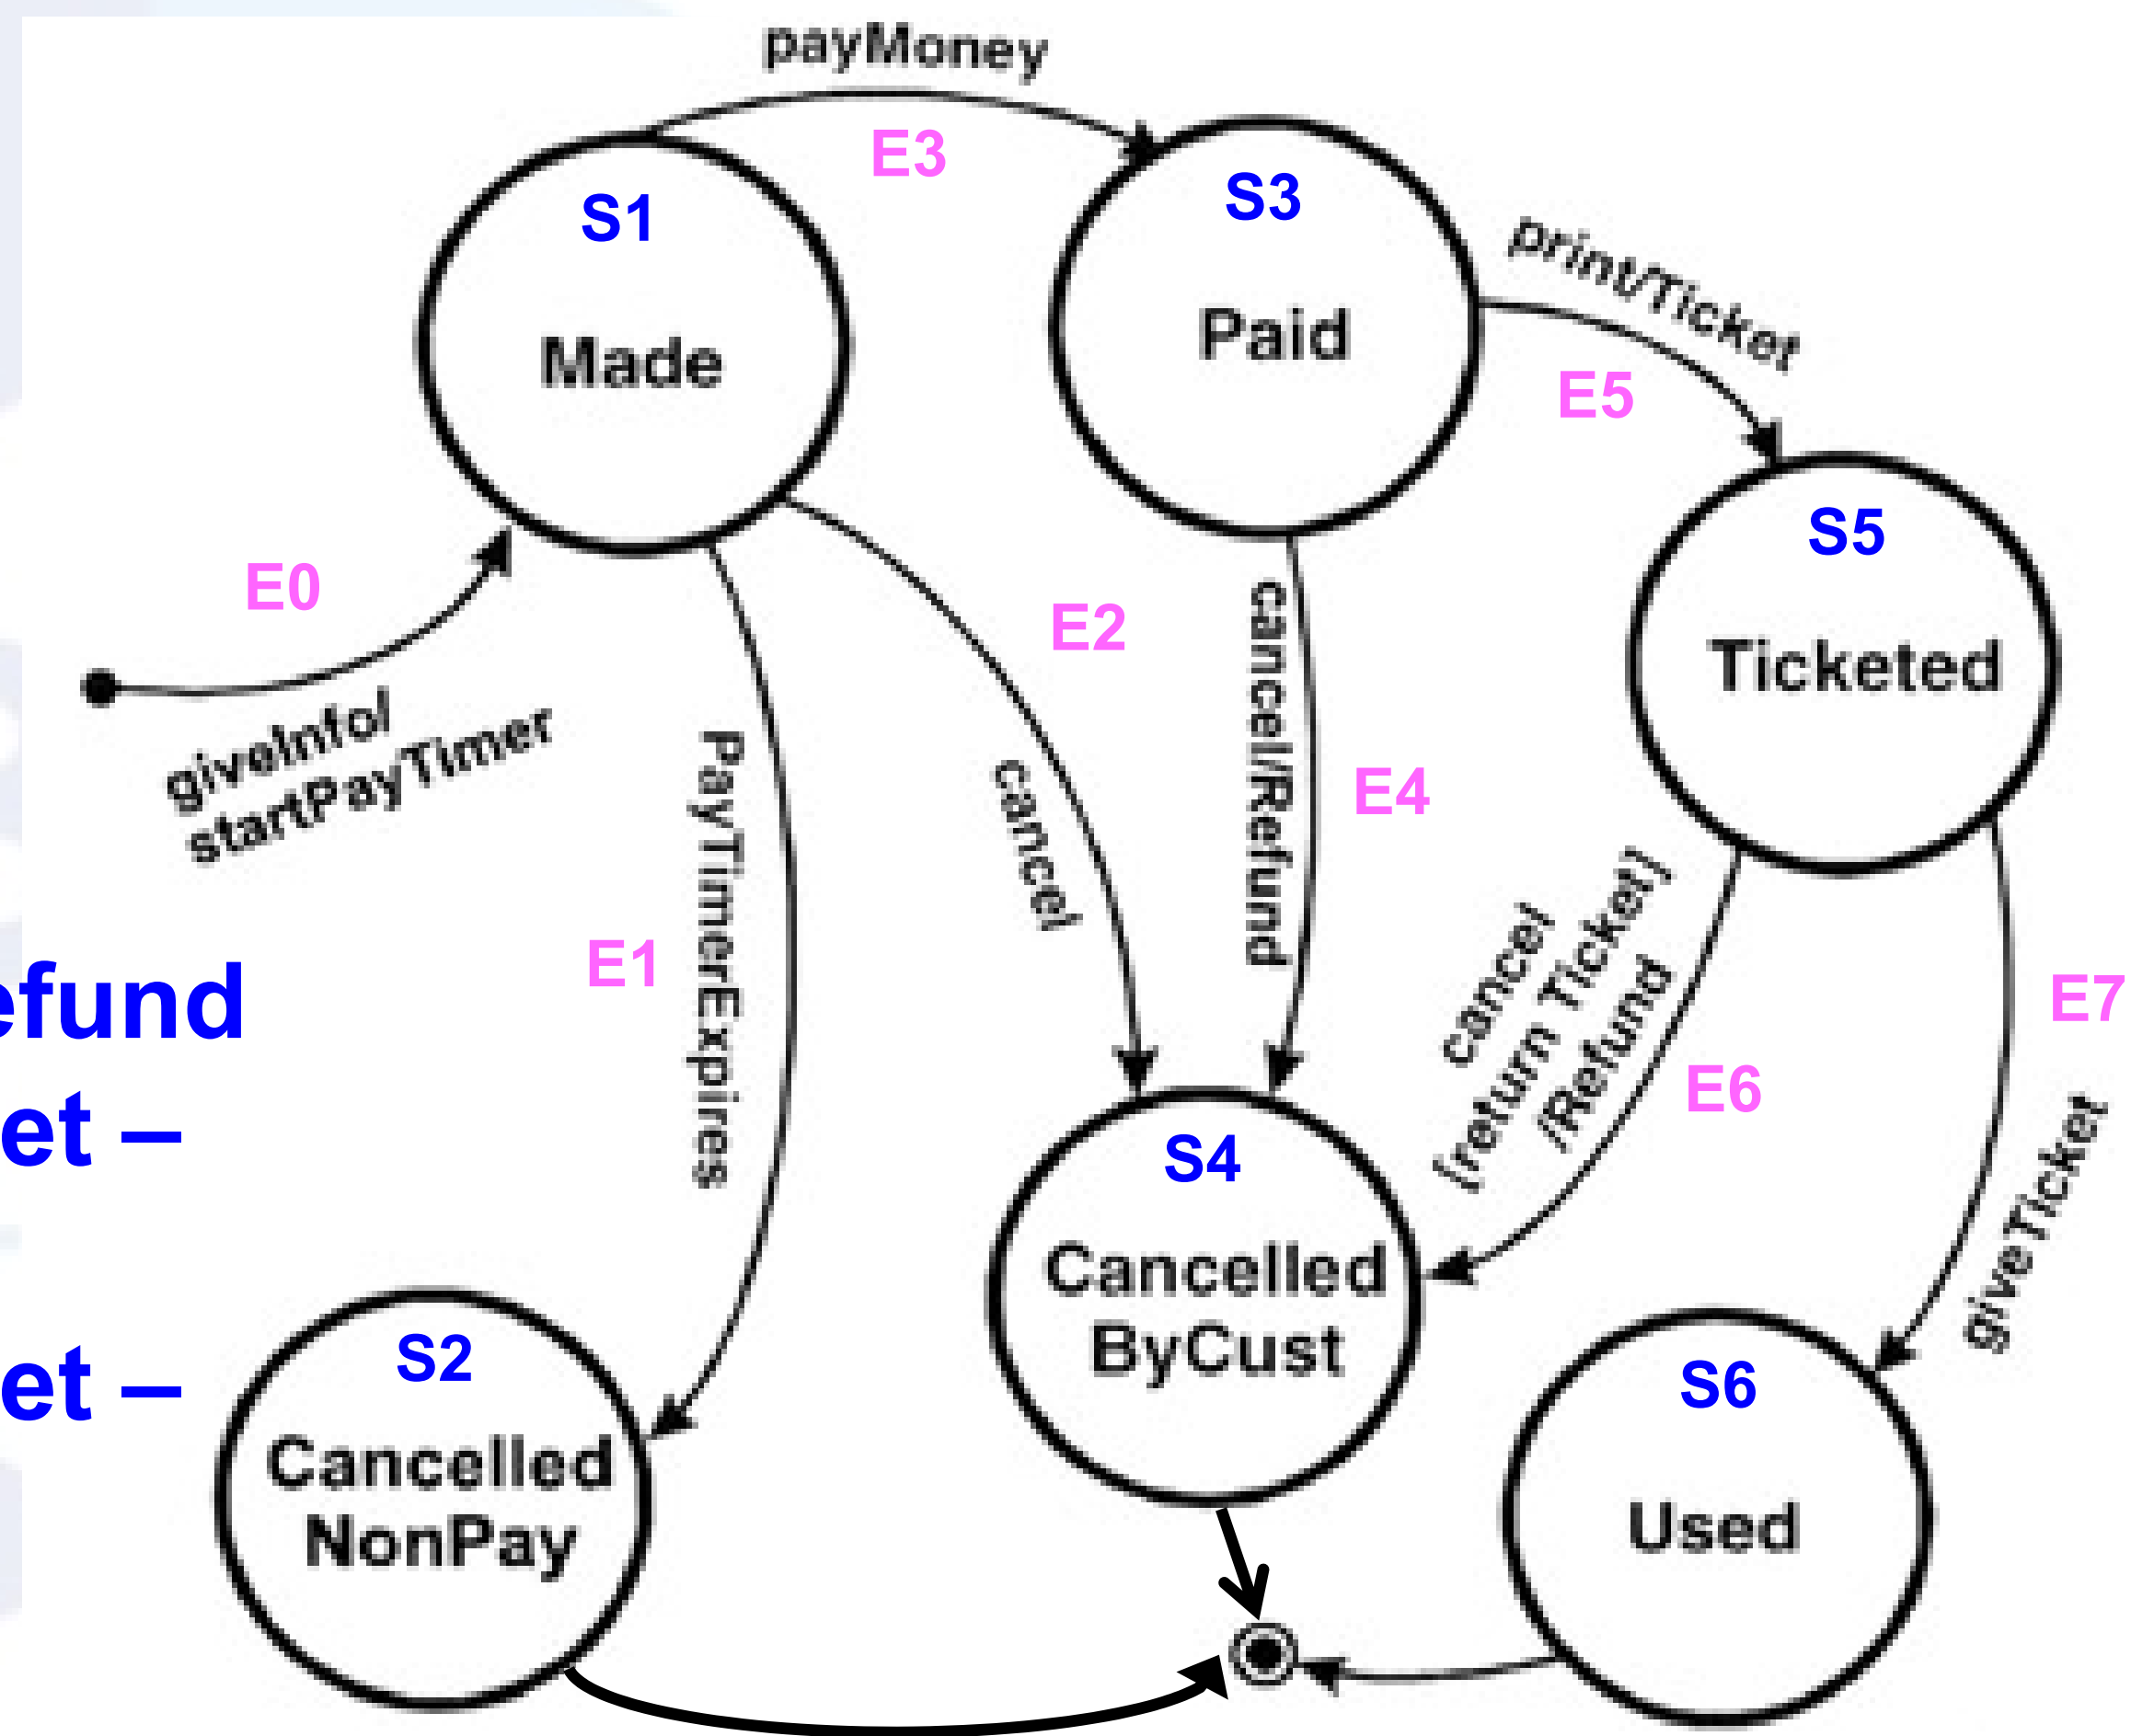 payMoney
E3
S1
Made
S3
Paid
print/Ticket
E5
S5
Ticketed
E0
giveInfo/
startPayTimer
E2
cancel
cancel/Refund
E4
PayTimerExpires
E1
cancel
[return Ticket]
/Refund
E6
E7
giveTicket
efund
et –
et –
S4
Cancelled
ByCust
S2
Cancelled
NonPay
S6
Used